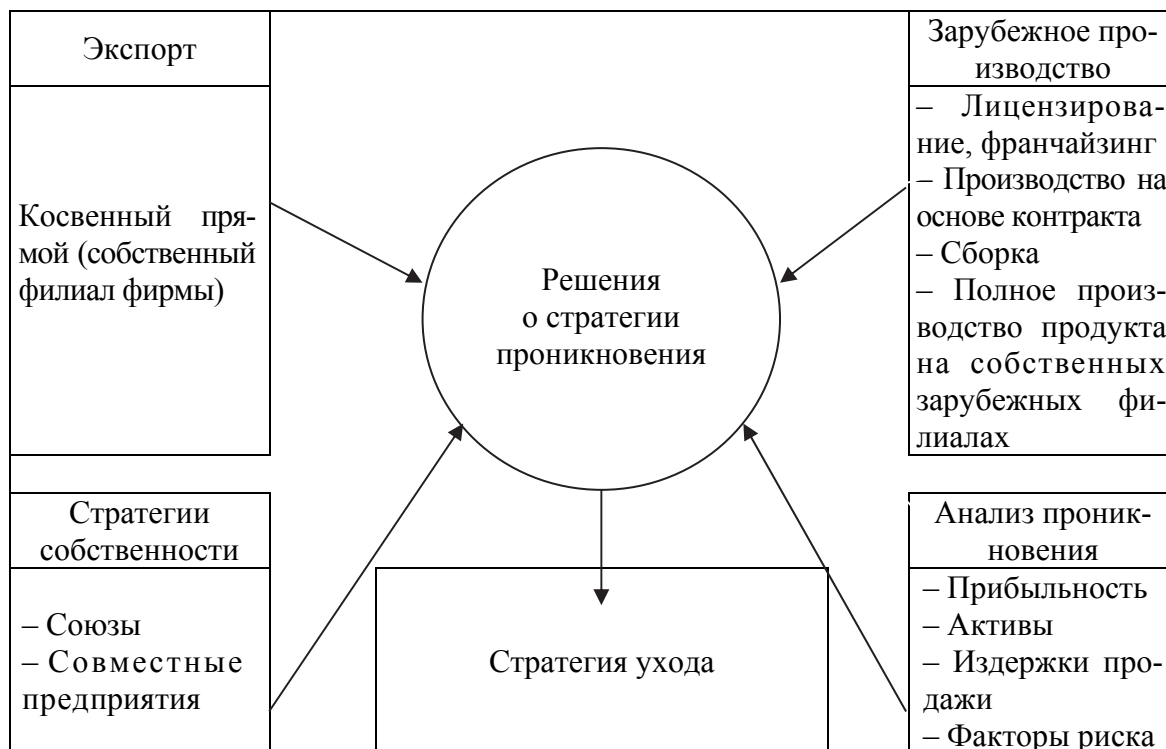 Экспорт
Косвенный пря-
мой (собственный
филиал фирмы)
Зарубежное про-
изводство
– Лицензирова-
ние, франчайзинг
– Производство на
основе контракта
– Сборка
– Полное произ-
водство продукта
на собственных
зарубежных фи-
лиалах
Решения
о стратегии
проникновения
Стратегии
собственности
– Союзы
– Совместные
предприятия
Стратегия ухода
Анализ проник-
новения
– Прибыльность
– Активы
– Издержки про-
дажи
– Факторы риска